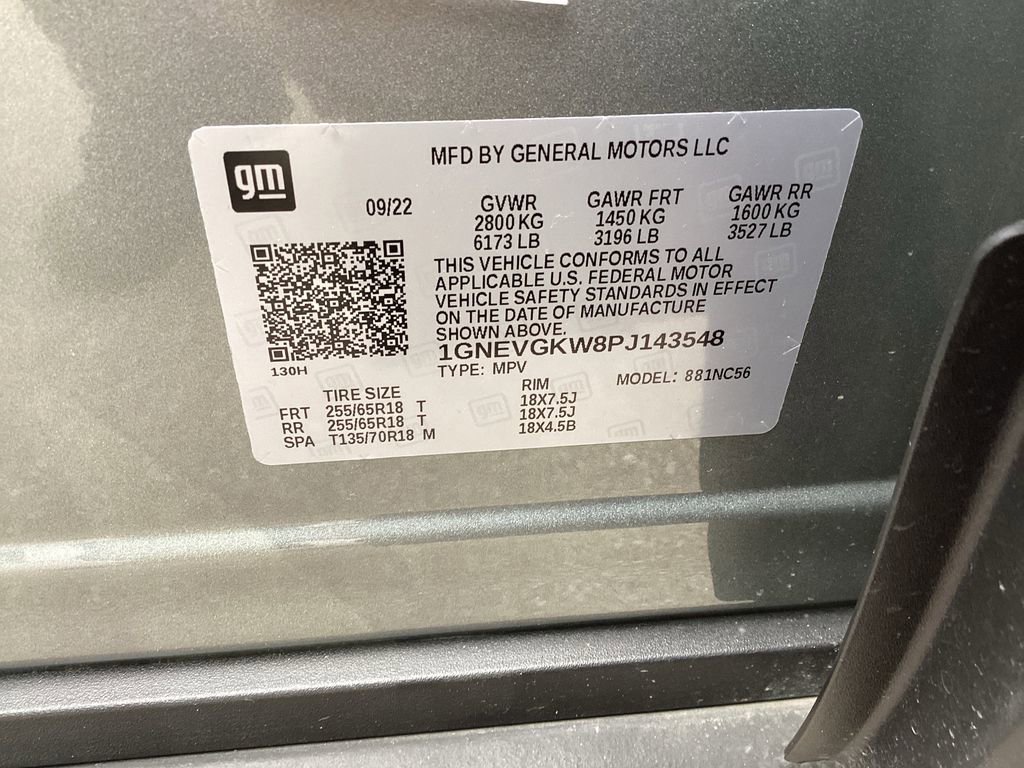 gm
MFD BY GENERAL MOTORS LLC
09/22
GVWR GAWR FRT GAWR RR
2800 KG 1450 KG 1600 KG
6173 LB 3196 LB 3527 LB
THIS VEHICLE CONFORMS TO ALL
APPLICABLE U.S. FEDERAL MOTOR
VEHICLE SAFETY STANDARDS IN EFFECT
ON THE DATE OF MANUFACTURE
SHOWN ABOVE.
1GNEVGKW8PJ143548
130H
TYPE: MPV MODEL: 881NC56
TIRE SIZE RIM
FRT 255/65R18 T 18X7.5J
RR 255/65R18 T 18X7.5J
SPA T135/70R18 M 18X4.5B